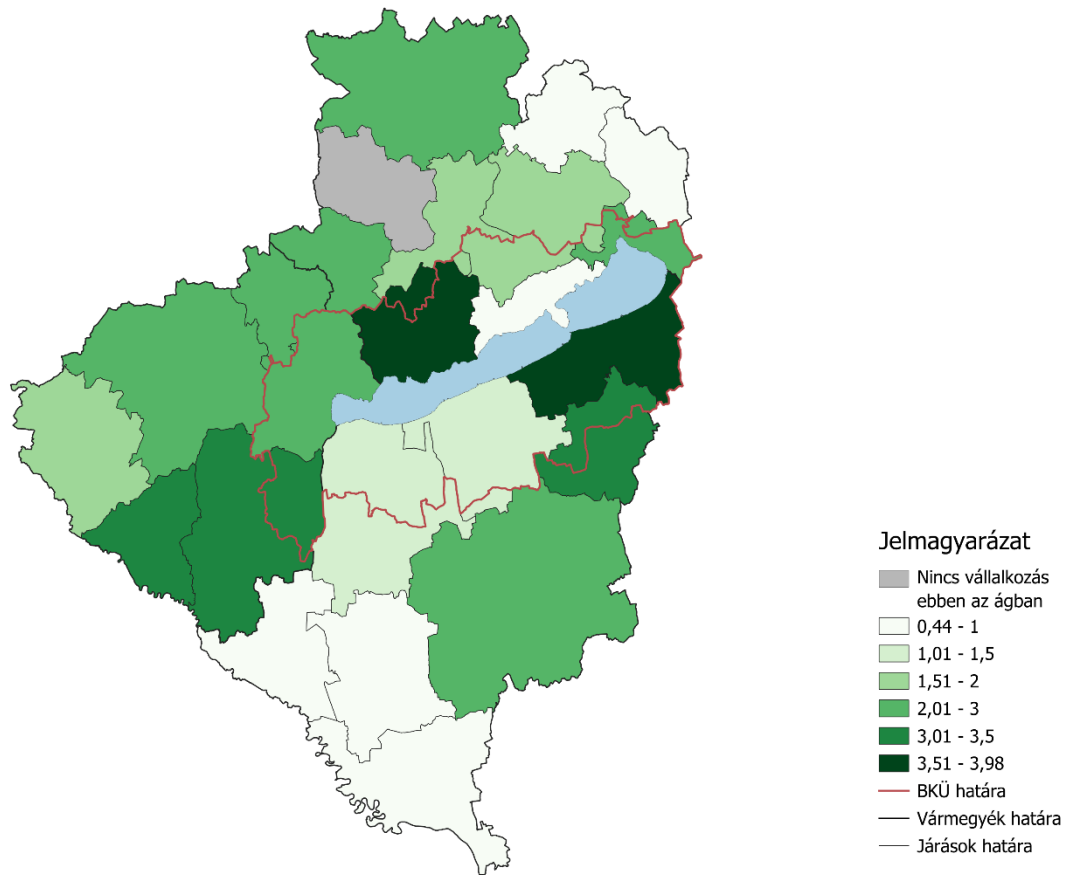 Jelmagyarázat
Nincs vállalkozás
ebben az ágban
0,44 - 1
1,01 - 1,5
1,51 - 2
2,01 - 3
3,01 - 3,5
3,51 - 3,98
BKÜ határa
Vármegyék határa
Járások határa